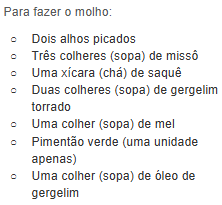 Para fazer o molho:
○ Dois alhos picados
○ Três colheres (sopa) de missô
○ Uma xícara (chá) de saquê
○ Duas colheres (sopa) de gergelim
torrado
○ Uma colher (sopa) de mel
○ Pimentão verde (uma unidade
apenas)
○ Uma colher (sopa) de óleo de
gergelim